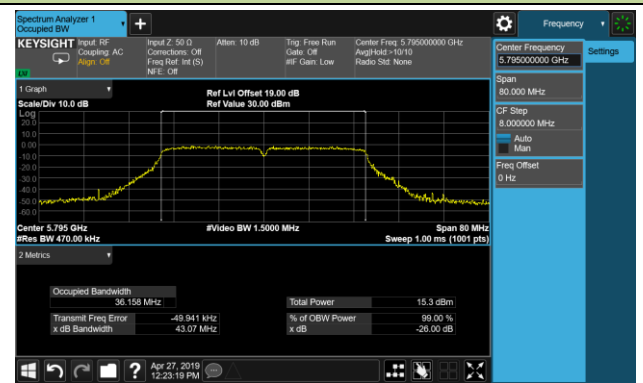 Spectrum Analyzer 1
Occupied BW
Frequency
KEYSIGHT
Input: RF
Coupling: AC
Align: Off
Input Z: 50 Ω
Corrections: Off
Freq Ref: Int (S)
NFE: Off
Atten: 10 dB
Trig: Free Run
Gate: Off
#IF Gain: Low
Center Freq: 5.795000000 GHz
Avg|Hold:>10/10
Radio Std: None
LV
Center Frequency
5.795000000 GHz
Settings
Span
80.000 MHz
CF Step
8.000000 MHz
Auto
Man
Freq Offset
0 Hz
1 Graph
Scale/Div 10.0 dB
Ref Lvl Offset 19.00 dB
Ref Value 30.00 dBm
Log
20.0
10.0
0.00
-10.0
-20.0
-30.0
-40.0
-50.0
-60.0
Center 5.795 GHz
#Res BW 470.00 kHz
#Video BW 1.5000 MHz
Span 80 MHz
Sweep 1.00 ms (1001 pts)
2 Metrics
Occupied Bandwidth
36.158 MHz
Total Power 15.3 dBm
Transmit Freq Error -49.941 kHz
% of OBW Power 99.00 %
x dB Bandwidth 43.07 MHz
x dB -26.00 dB
?
Apr 27, 2019
12:23:19 PM